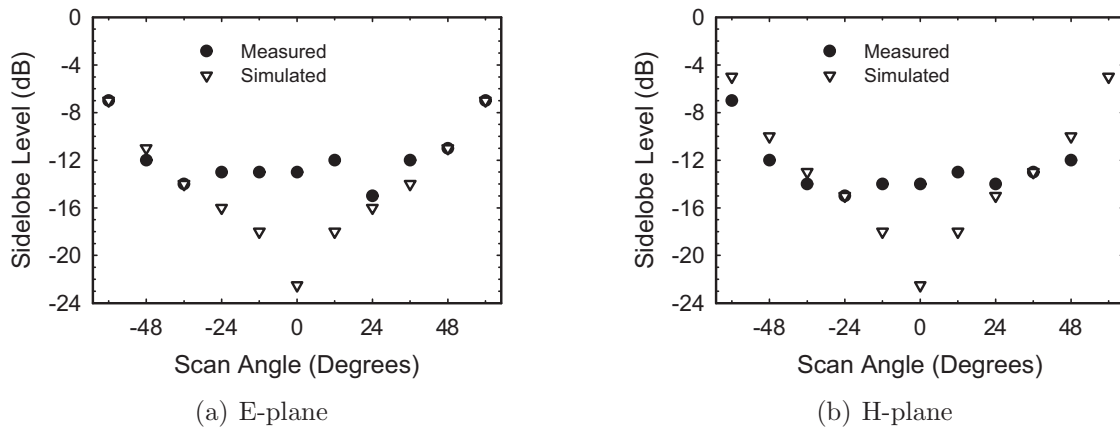 0
-4
-8
-12
-16
-20
-24
Sidelobe Level (dB)
Measured
Simulated
-48 -24 0 24 48
Scan Angle (Degrees)
(a) E-plane
0
-4
-8
-12
-16
-20
-24
Sidelobe Level (dB)
Measured
Simulated
-48 -24 0 24 48
Scan Angle (Degrees)
(b) H-plane